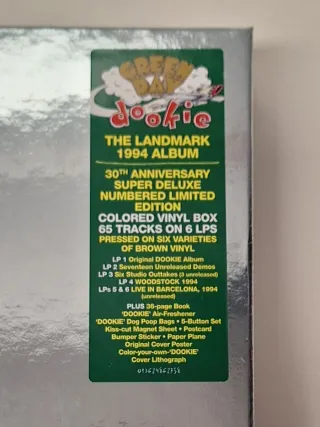 GREEN
DAY
dookie
THE LANDMARK
1994 ALBUM
30TH ANNIVERSARY
SUPER DELUXE
NUMBERED LIMITED
EDITION
COLORED VINYL BOX
65 TRACKS ON 6 LPS
PRESSED ON SIX VARIETIES
OF BROWN VINYL
LP 1 Original DOOKIE Album
LP 2 Seventeen Unreleased Demos
LP 3 Six Studio Outtakes (3 unreleased)
LP 4 WOODSTOCK 1994
LPs 5 & 6 LIVE IN BARCELONA, 1994
(unreleased)
PLUS 36-page Book
'DOOKIE' Air-Freshener
'DOOKIE' Dog Poop Bags • 5-Button Set
Kiss-cut Magnet Sheet • Postcard
Bumper Sticker • Paper Plane
Original Cover Poster
Color-your-own-'DOOKIE'
Cover Lithograph